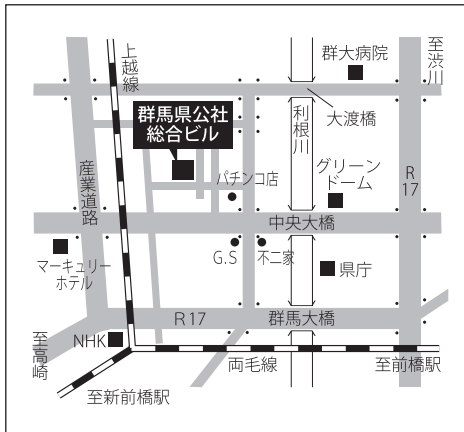 上越線
群大病院
至渋川
群馬県公社
総合ビル
大渡橋
利根川
産業道路
パチンコ店
グリーン
ドーム
R
17
中央大橋
マーキュリー
ホテル
G.S
不二家
県庁
R17
群馬大橋
至高崎
NHK
両毛線
至前橋駅
至新前橋駅